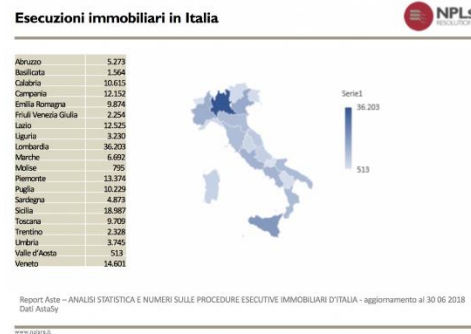 Esecuzioni immobiliari in Italia
NPLs
RESOLUTION
Abruzzo 5.273
Basilicata 1.564
Calabria 10.615
Campania 12.152
Emilia Romagna 9.874
Friuli Venezia Giulia 2.254
Lazio 12.525
Liguria 3.230
Lombardia 36.203
Marche 6.692
Molise 795
Piemonte 13.374
Puglia 10.229
Sardegna 4.873
Sicilia 18.987
Toscana 9.709
Trentino 2.328
Umbria 3.745
Valle d'Aosta 513
Veneto 14.601
Serie1
36.203
513
Report Aste – ANALISI STATISTICA E NUMERI SULLE PROCEDURE ESECUTIVE IMMOBILIARI D'ITALIA - aggiornamento al 30 06 2018
Dati AstaSy